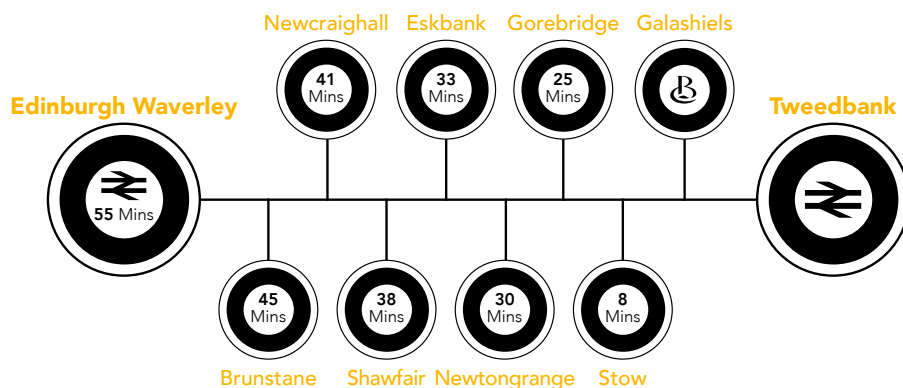 Newcraighall Eskbank Gorebridge Galashiels
41 Mins
33 Mins
25 Mins
B
Edinburgh Waverley
Tweedbank
55 Mins
45 Mins
38 Mins
30 Mins
8 Mins
Brunstane Shawfair Newtongrange Stow